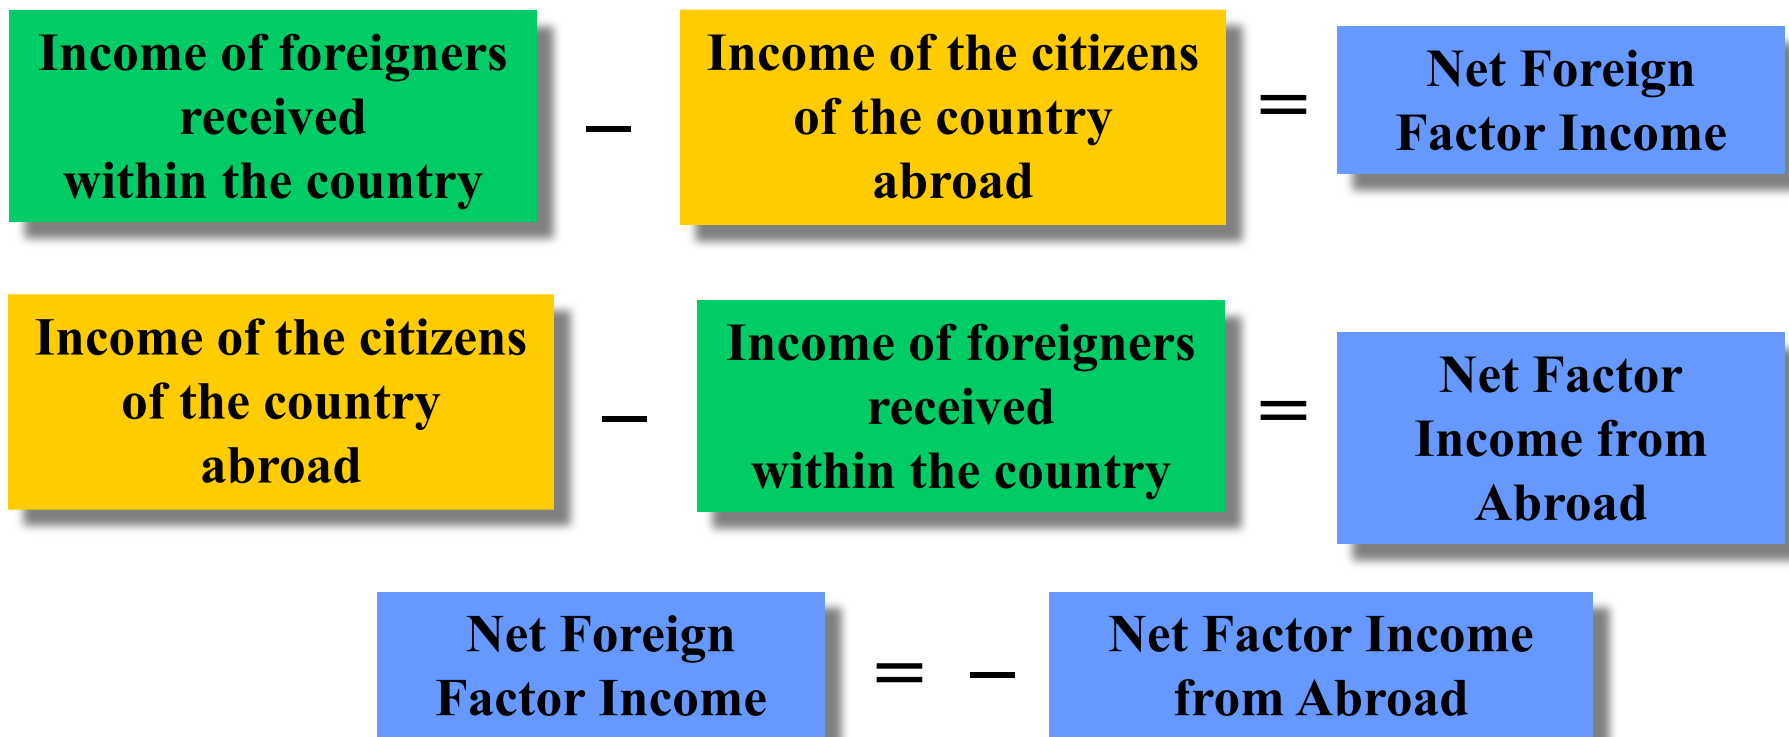 Income of foreigners
received
within the country
–
Income of the citizens
of the country
abroad
=
Net Foreign
Factor Income
Income of the citizens
of the country
abroad
–
Income of foreigners
received
within the country
=
Net Factor
Income from
Abroad
Net Foreign
Factor Income
= –
Net Factor Income
from Abroad